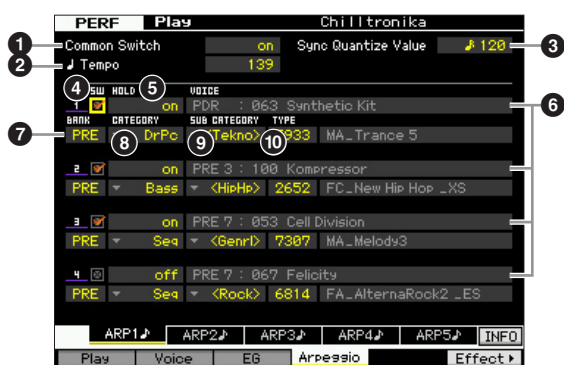 PERF Play Chilltronika
1 Common Switch on Sync Quantize Value 120 3
2 Tempo 139
4 SW HOLD 5 VOICE
1 on PDR : 063 Synthetic Kit 6
BANK CATEGORY SUB CATEGORY TYPE
7 PRE 8 DrPc 9 <Tekno> 10 933 MA_Trance 5
2 on PRE 3 : 100 Kompressor
PRE Bass <HipHp> 2652 FC_New Hip Hop _XS
3 on PRE 7 : 053 Cell Division
PRE Seq <Genrl> 7307 MA_Melody3
4 off PRE 7 : 067 Felicity
PRE Seq <Rock> 6814 FA_AlternaRock2 _ES
ARP1 ARP2 ARP3 ARP4 ARP5 INFO
Play Voice EG Arpeggio Effect